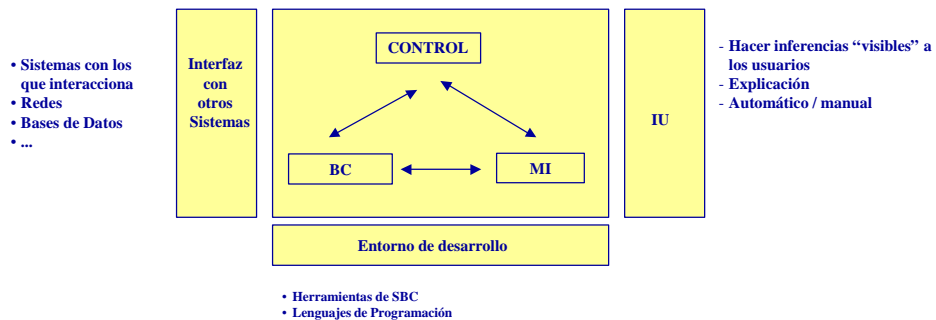 • Sistemas con los
que interacciona
• Redes
• Bases de Datos
• ...
Interfaz
con
otros
Sistemas
CONTROL
BC
MI
IU
- Hacer inferencias “visibles” a
los usuarios
- Explicación
- Automático / manual
Entorno de desarrollo
• Herramientas de SBC
• Lenguajes de Programación